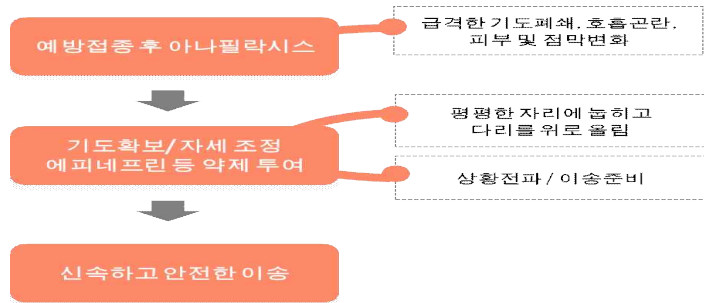 예방접종 후 아나필락시스
급격한 기도폐쇄, 호흡곤란,
피부 및 점막변화
기도확보/ 자세 조정
에피네프린 등 약제 투여
평평한 자리에 눕히고
다리를 위로 올림
상황전파 / 이송준비
신속하고 안전한 이송